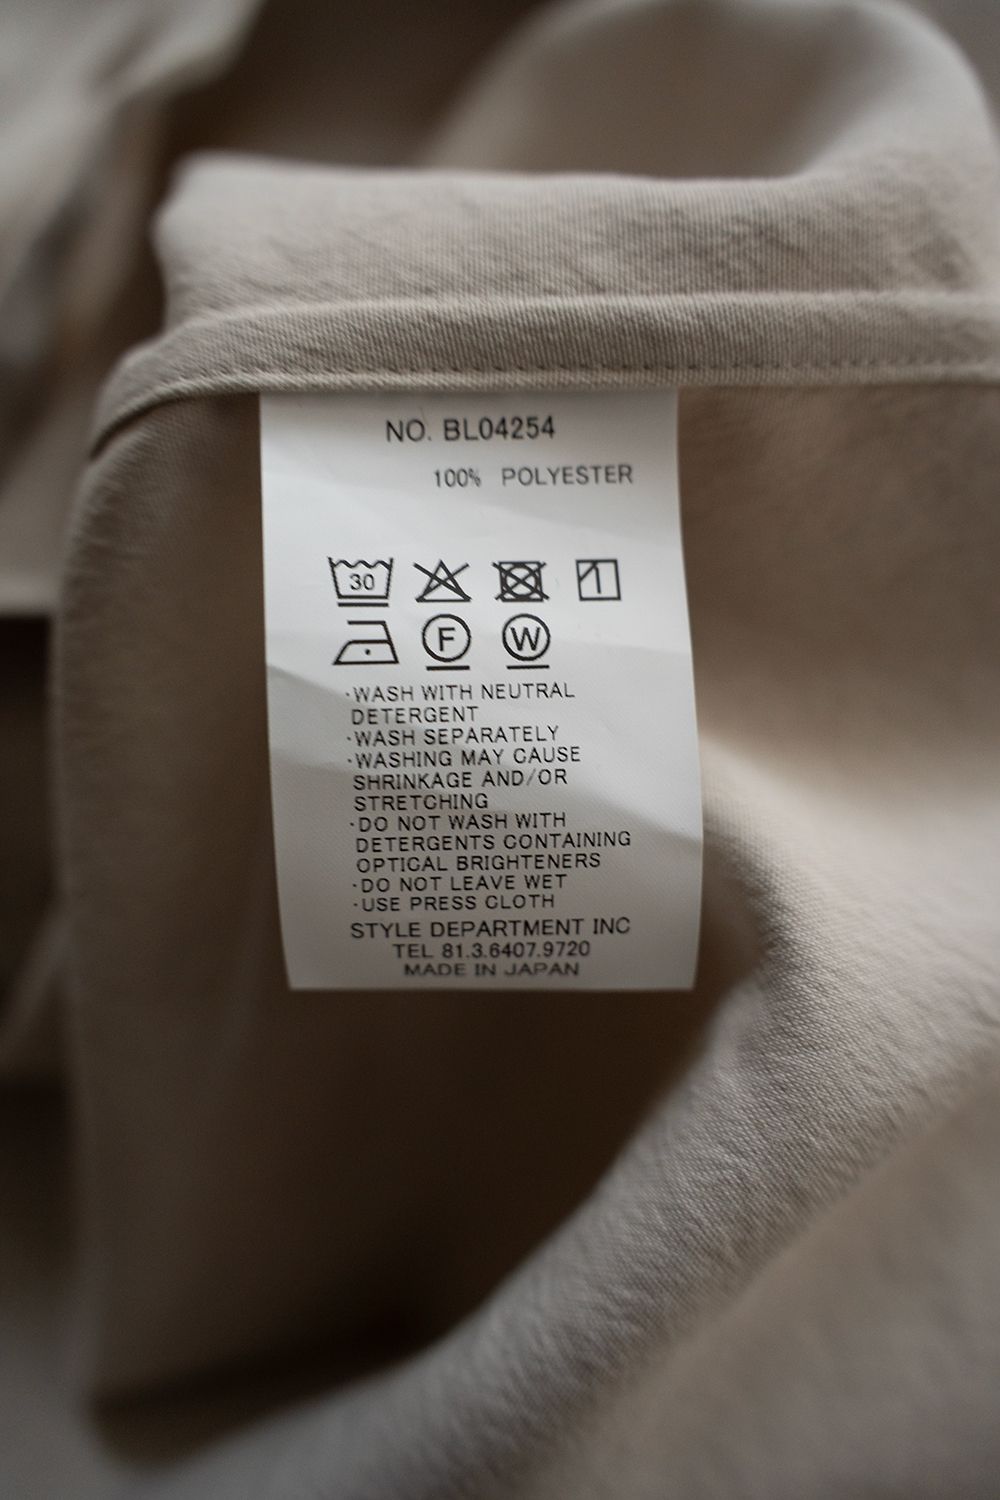 NO. BL04254
100% POLYESTER
30
F W
·WASH WITH NEUTRAL
DETERGENT
·WASH SEPARATELY
·WASHING MAY CAUSE
SHRINKAGE AND/OR
STRETCHING
·DO NOT WASH WITH
DETERGENTS CONTAINING
OPTICAL BRIGHTENERS
·DO NOT LEAVE WET
·USE PRESS CLOTH
STYLE DEPARTMENT INC
TEL 81.3.6407.9720
MADE IN JAPAN